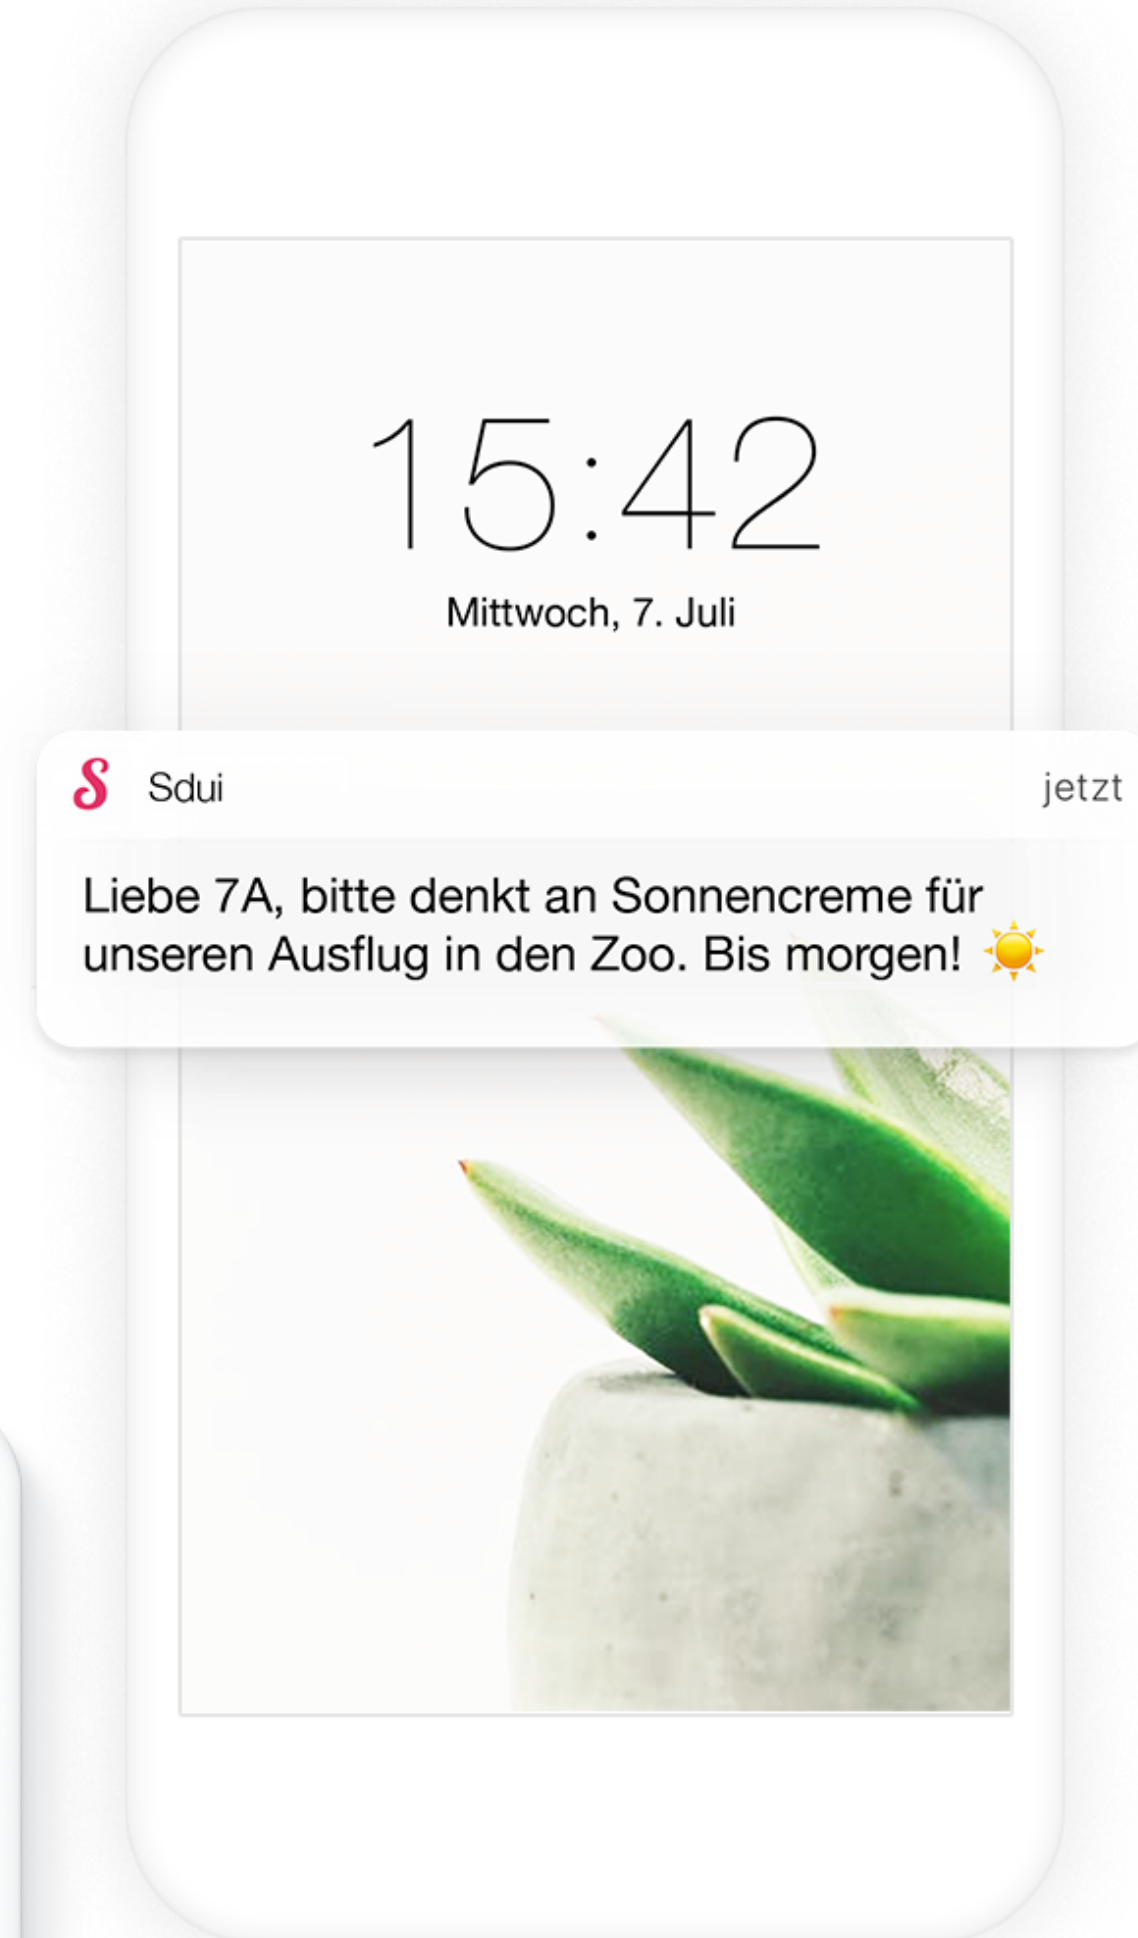 15:42
Mittwoch, 7. Juli
Sdui
jetzt
Liebe 7A, bitte denkt an Sonnencreme für
unseren Ausflug in den Zoo. Bis morgen! ☀️